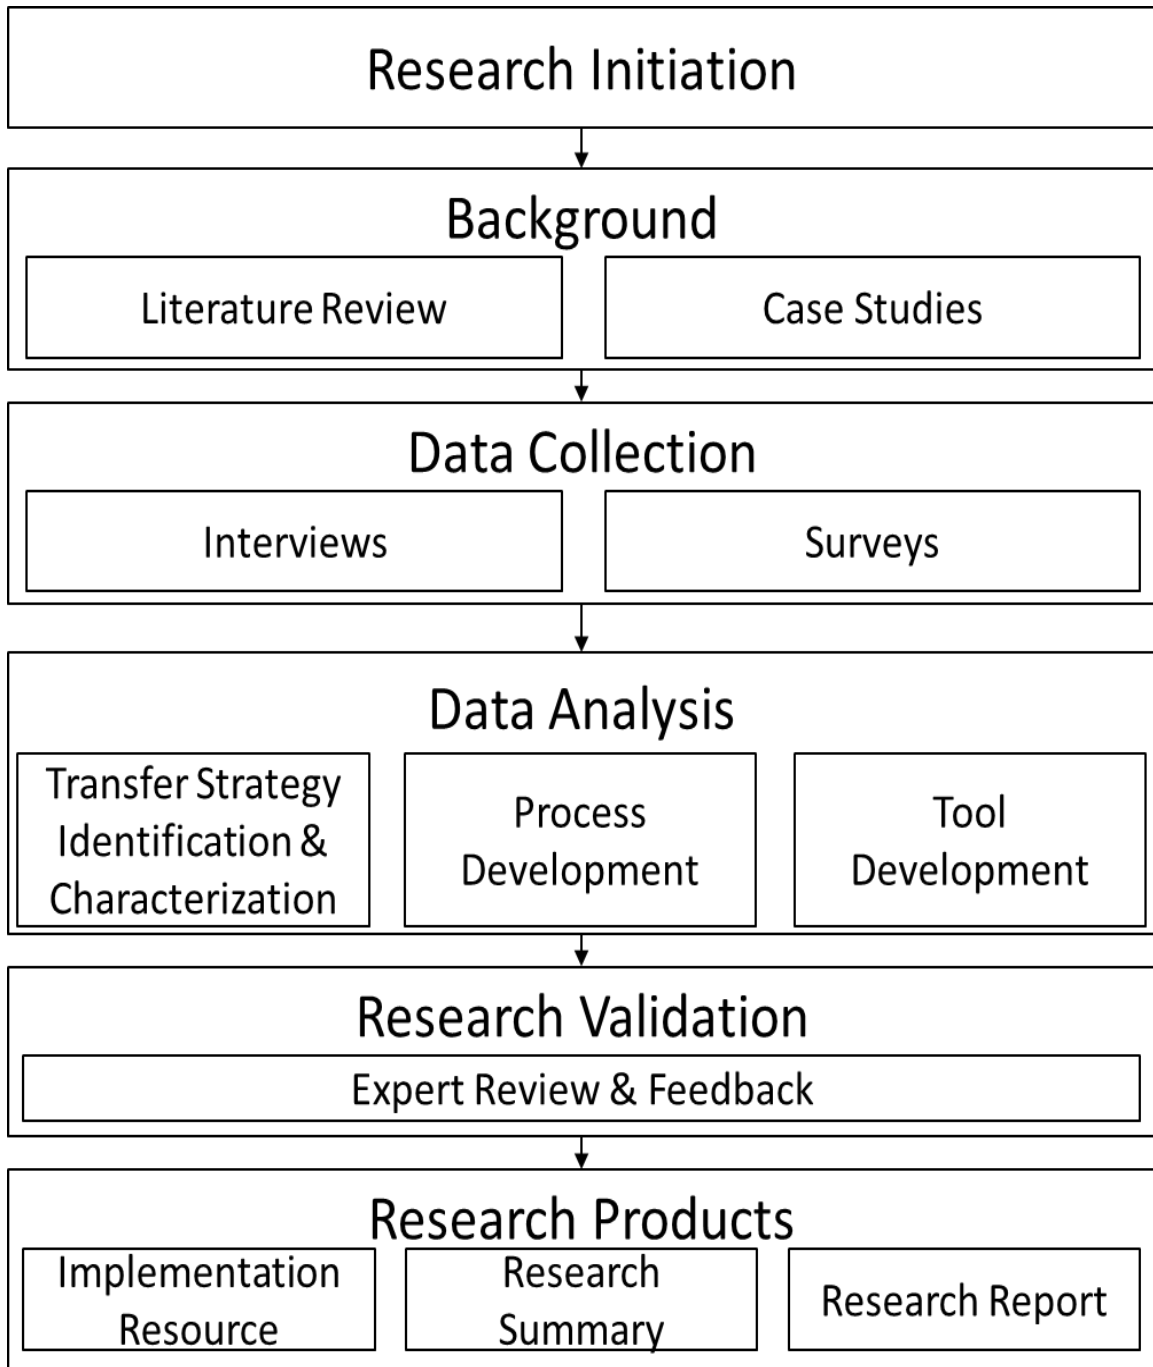 Research Initiation
Background
Literature Review
Case Studies
Data Collection
Interviews
Surveys
Data Analysis
Transfer Strategy
Identification &
Characterization
Process
Development
Tool
Development
Research Validation
Expert Review & Feedback
Research Products
Implementation
Resource
Research
Summary
Research Report